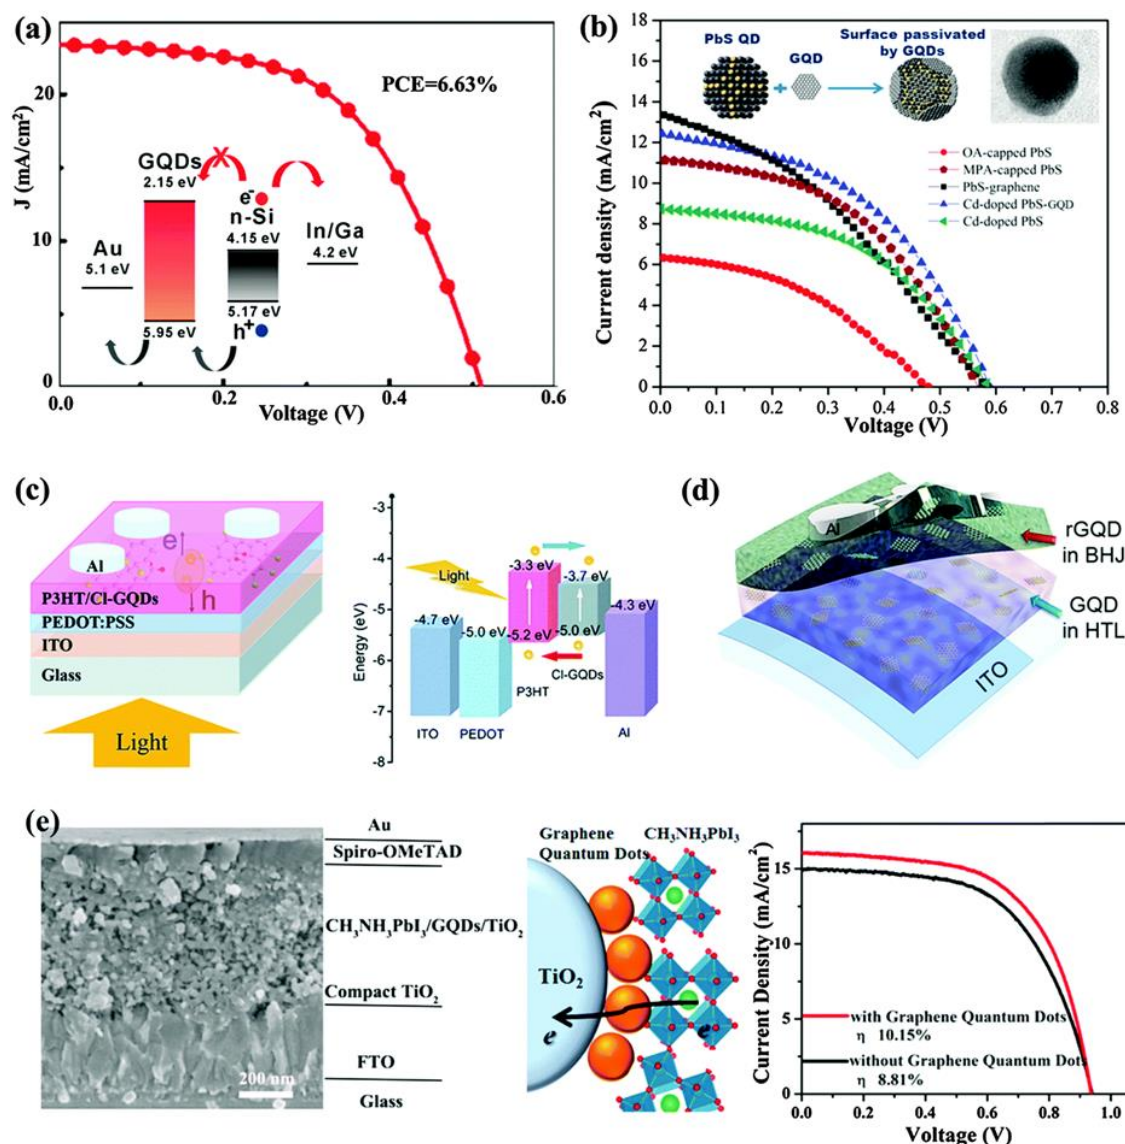 (a)
PCE=6.63%
J (mA/cm²)
20
10
0
0.0
0.2
0.4
0.6
Voltage (V)
GQDs
2.15 eV
5.95 eV
X
e⁻
n-Si
4.15 eV
5.17 eV
h⁺
In/Ga
4.2 eV
Au
5.1 eV
(b)
PbS QD
+
GQD
Surface passivated
by GQDs
OA-capped PbS
MPA-capped PbS
PbS-graphene
Cd-doped PbS-GQD
Cd-doped PbS
Current density (mA/cm²)
18
16
14
12
10
8
6
4
2
0
0.0
0.1
0.2
0.3
0.4
0.5
0.6
0.7
0.8
Voltage (V)
(c)
Al
e
h
P3HT/Cl-GQDs
PEDOT:PSS
ITO
Glass
Light
Energy (eV)
-3
-4
-5
-6
-7
-8
Light
-4.7 eV
-5.0 eV
-3.3 eV
-5.2 eV
-3.7 eV
-5.0 eV
-4.3 eV
P3HT
Cl-GQDs
ITO
PEDOT
Al
(d)
Al
rGQD
in BHJ
GQD
in HTL
ITO
(e)
Au
Spiro-OMeTAD
CH₃NH₃PbI₃/GQDs/TiO₂
Compact TiO₂
FTO
Glass
200 nm
Graphene
Quantum Dots
CH₃NH₃PbI₃
TiO₂
e
e
Current Density (mA/cm²)
15
10
5
0
0.0
0.2
0.4
0.6
0.8
1.0
Voltage (V)
with Graphene Quantum Dots
η 10.15%
without Graphene Quantum Dots
η 8.81%